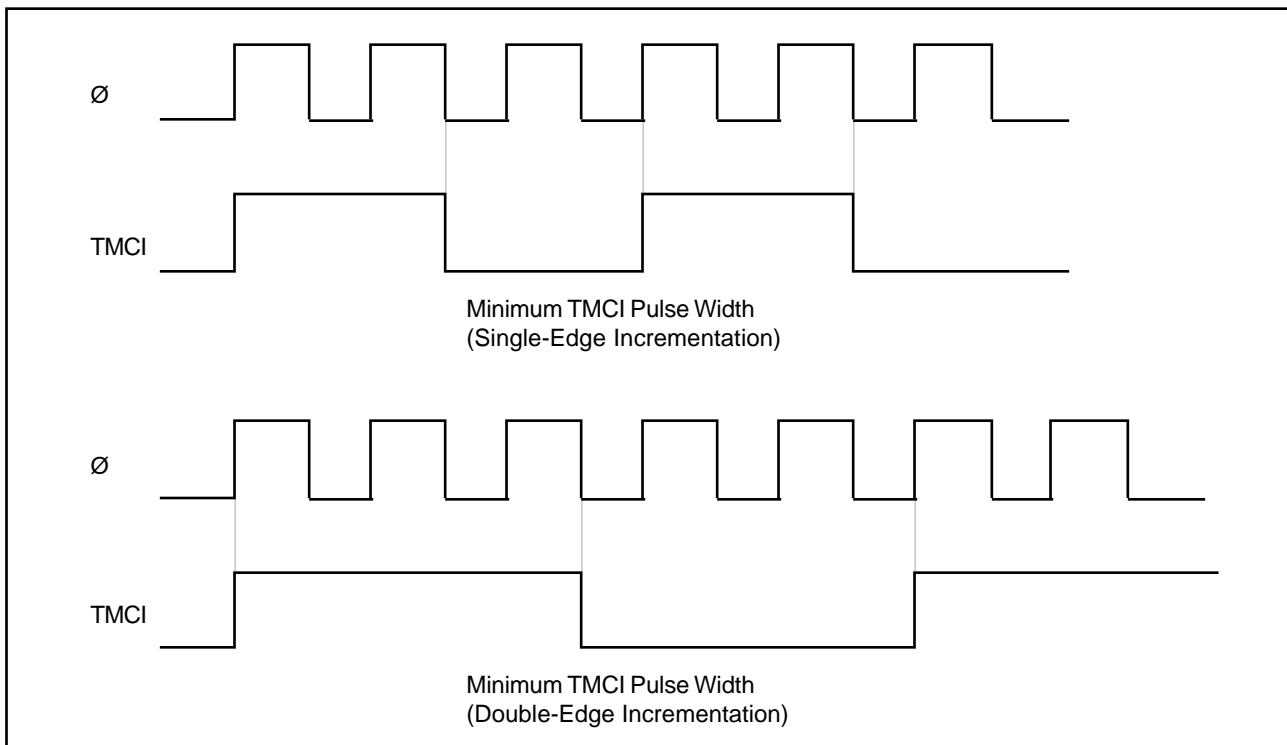 Ø
TMCI
Minimum TMCI Pulse Width
(Single-Edge Incrementation)
Ø
TMCI
Minimum TMCI Pulse Width
(Double-Edge Incrementation)